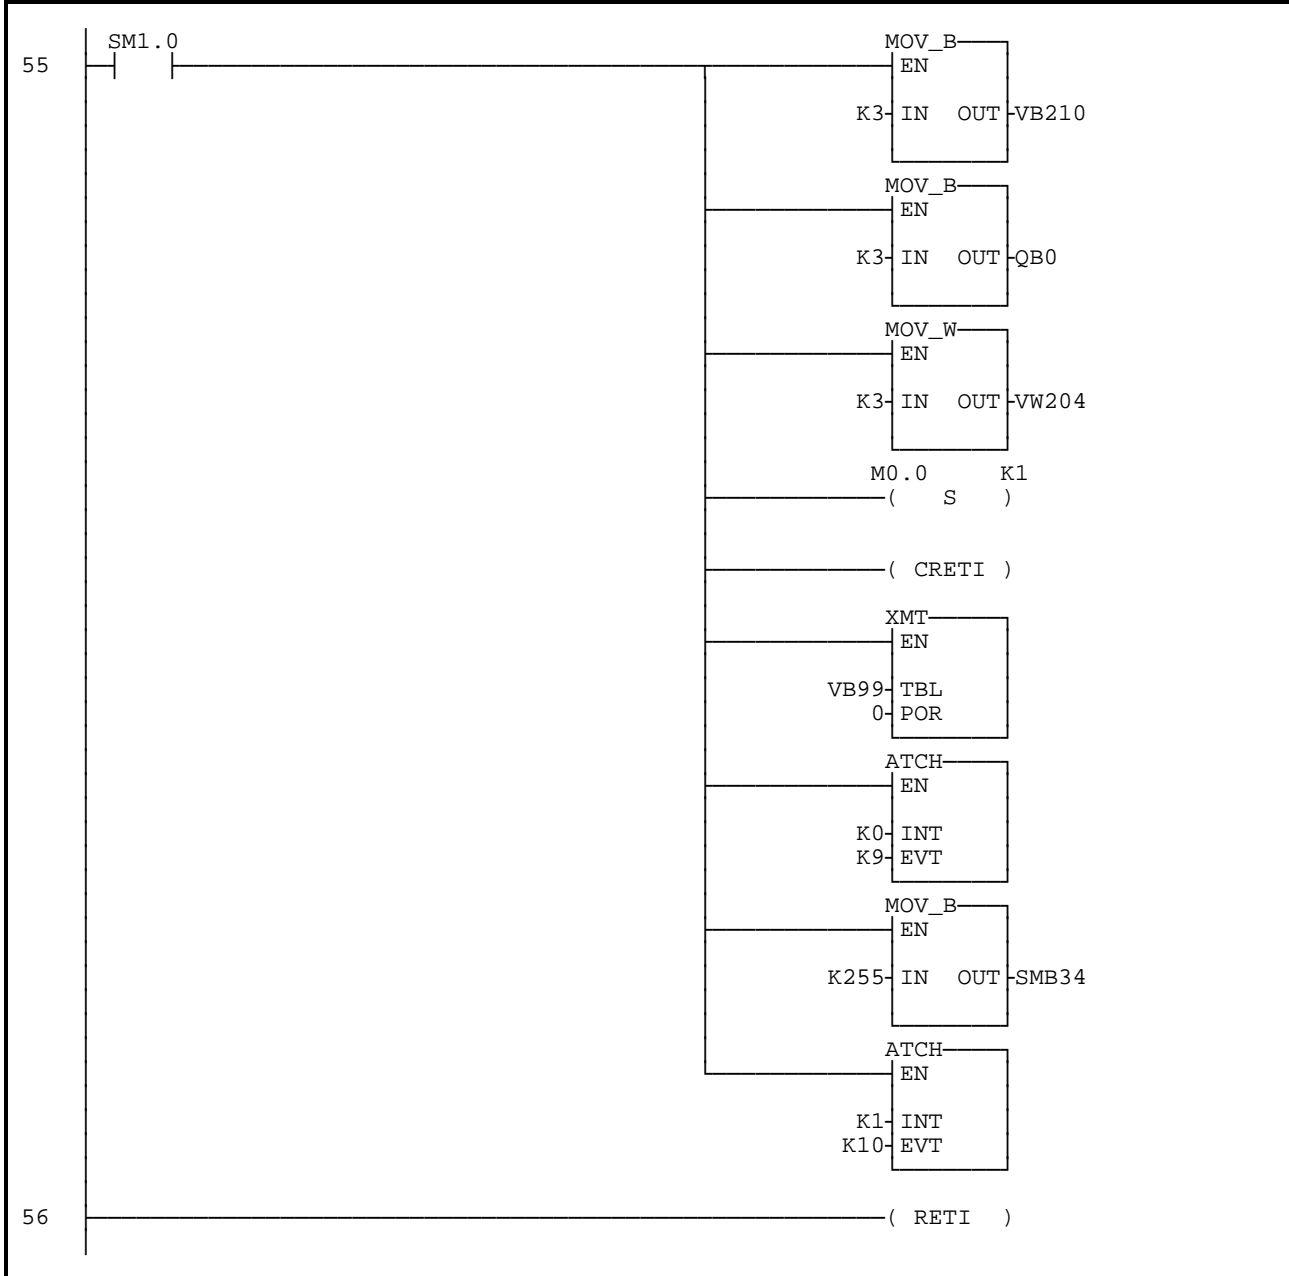 SM1.0 MOV_B
55 EN
K3 IN OUT VB210
MOV_B
EN
K3 IN OUT QB0
MOV_W
EN
K3 IN OUT VW204
M0.0 K1
( S )
( CRETI )
XMT
EN
VB99 TBL
0 POR
ATCH
EN
K0 INT
K9 EVT
MOV_B
EN
K255 IN OUT SMB34
ATCH
EN
K1 INT
K10 EVT
56 ( RETI )